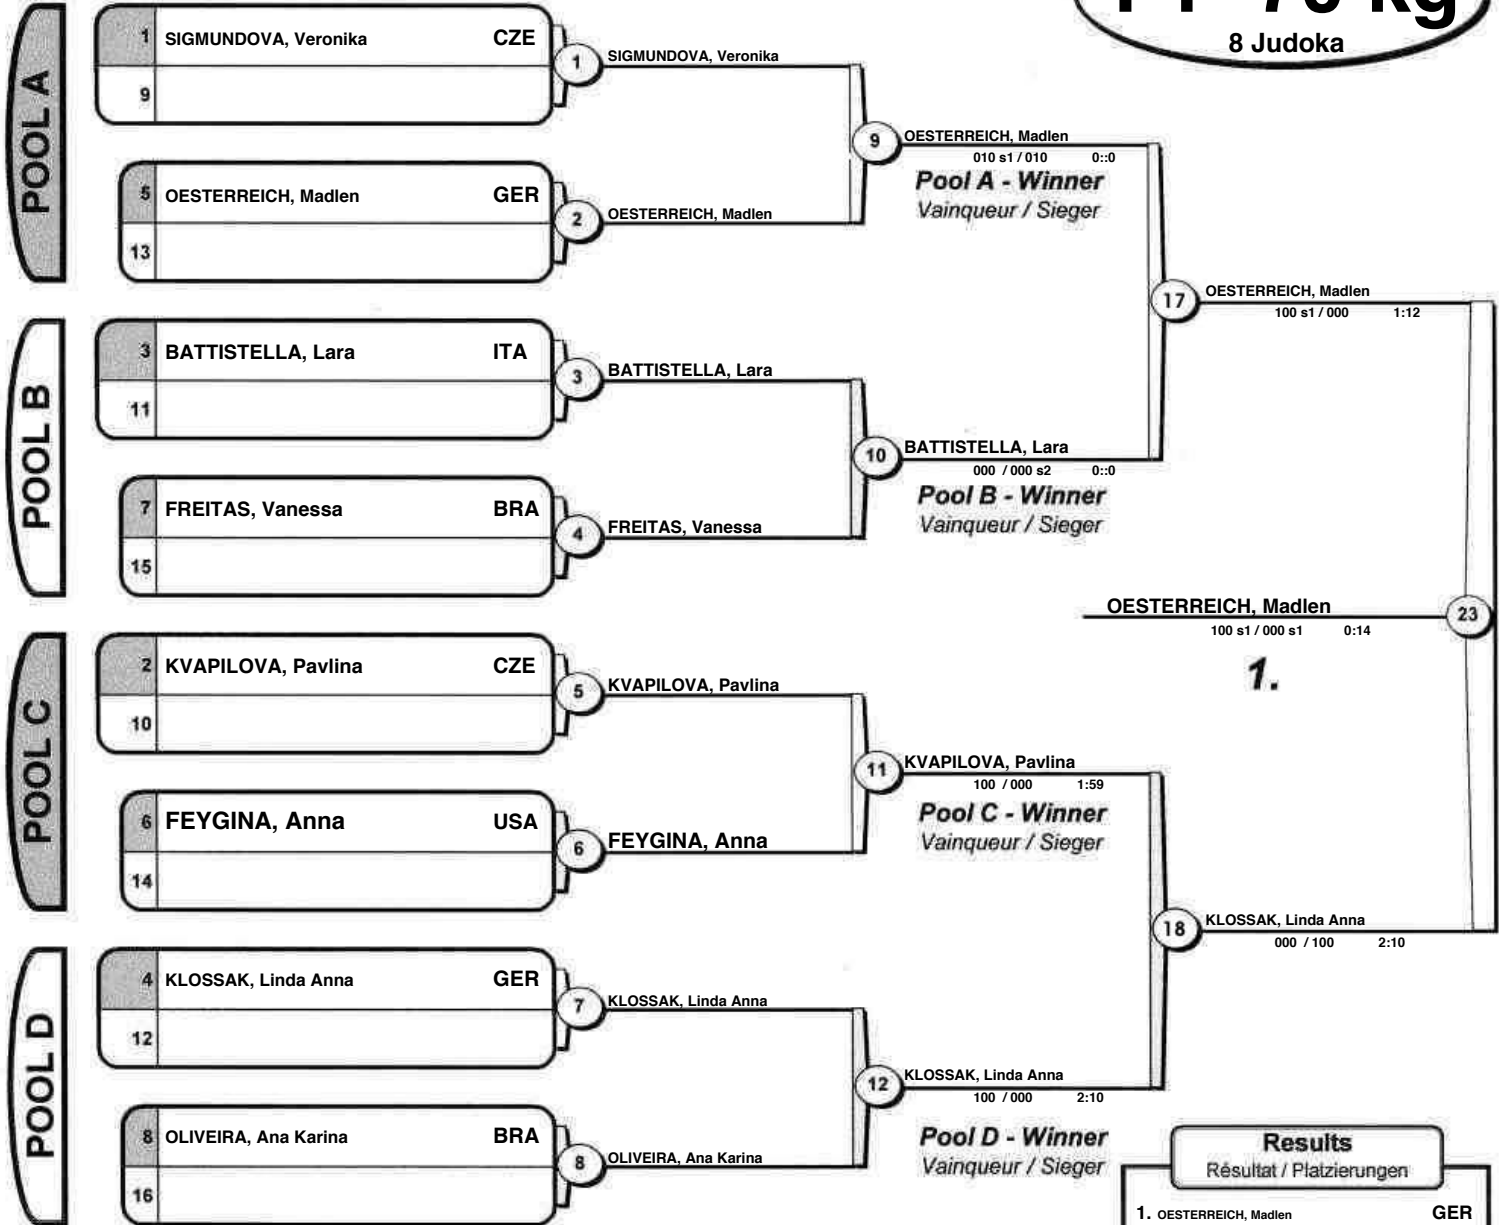 8 Judoka
POOL A
1 SIGMUNDOVA, Veronika CZE
9
1
SIGMUNDOVA, Veronika
5 OESTERREICH, Madlen GER
13
2
OESTERREICH, Madlen
9
OESTERREICH, Madlen
010 s1 / 010 0::0
Pool A - Winner
Vainqueur / Sieger
POOL B
3 BATTISTELLA, Lara ITA
11
3
BATTISTELLA, Lara
7 FREITAS, Vanessa BRA
15
4
FREITAS, Vanessa
10
BATTISTELLA, Lara
000 / 000 s2 0::0
Pool B - Winner
Vainqueur / Sieger
17
OESTERREICH, Madlen
100 s1 / 000 1:12
OESTERREICH, Madlen
23
100 s1 / 000 s1 0:14
1.
POOL C
2 KVAPILOVA, Pavlina CZE
10
5
KVAPILOVA, Pavlina
6 FEYGINA, Anna USA
14
6
FEYGINA, Anna
11
KVAPILOVA, Pavlina
100 / 000 1:59
Pool C - Winner
Vainqueur / Sieger
POOL D
4 KLOSSAK, Linda Anna GER
12
7
KLOSSAK, Linda Anna
8 OLIVEIRA, Ana Karina BRA
16
8
OLIVEIRA, Ana Karina
12
KLOSSAK, Linda Anna
100 / 000 2:10
Pool D - Winner
Vainqueur / Sieger
18
KLOSSAK, Linda Anna
000 / 100 2:10
Results
Résultat / Platzierungen
1. OESTERREICH, Madlen GER